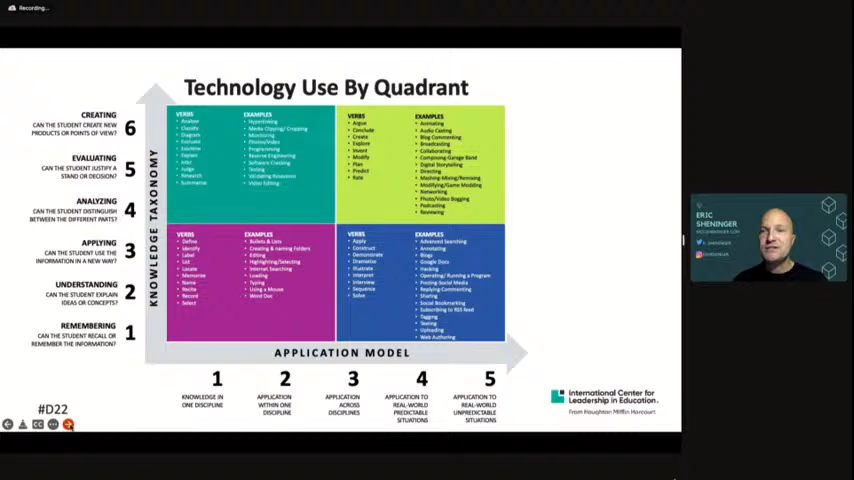 Recording...
Technology Use By Quadrant
CREATING
CAN THE STUDENT CREATE NEW
PRODUCTS OR POINTS OF VIEW?
6
EVALUATING
CAN THE STUDENT JUSTIFY A
STAND OR DECISION?
5
ANALYZING
CAN THE STUDENT DISTINGUISH
BETWEEN THE DIFFERENT PARTS?
4
APPLYING
CAN THE STUDENT USE THE
INFORMATION IN A NEW WAY?
3
UNDERSTANDING
CAN THE STUDENT EXPLAIN
IDEAS OR CONCEPTS?
2
REMEMBERING
CAN THE STUDENT RECALL OR
REMEMBER THE INFORMATION?
1
KNOWLEDGE TAXONOMY
VERBS
• Analyze
• Classify
• Diagram
• Evaluate
• Examine
• Explain
• Infer
• Judge
• Research
• Summarize
EXAMPLES
• Hyperlinking
• Media Clipping/ Cropping
• Monitoring
• Photos/Video
• Programming
• Reverse Engineering
• Software Cracking
• Testing
• Validating Resources
• Video Editing
VERBS
• Argue
• Conclude
• Create
• Explore
• Invent
• Modify
• Plan
• Predict
• Rate
EXAMPLES
• Animating
• Audio Casting
• Blog Commenting
• Broadcasting
• Collaborating
• Composing-Garage Band
• Digital Storytelling
• Directing
• Mashing-Mixing/Remixing
• Modifying/Game Modding
• Networking
• Photo/Video Blogging
• Podcasting
• Reviewing
VERBS
• Define
• Identify
• Label
• List
• Locate
• Memorize
• Name
• Recite
• Record
• Select
EXAMPLES
• Bullets & Lists
• Creating & naming Folders
• Editing
• Highlighting/Selecting
• Internet Searching
• Loading
• Typing
• Using a Mouse
• Word Doc
VERBS
• Apply
• Construct
• Demonstrate
• Dramatize
• Illustrate
• Interpret
• Interview
• Sequence
• Solve
EXAMPLES
• Advanced Searching
• Annotating
• Blogs
• Google Docs
• Hacking
• Operating/ Running a Program
• Posting-Social Media
• Replying-Commenting
• Sharing
• Social Bookmarking
• Subscribing to RSS feed
• Tagging
• Texting
• Uploading
• Web Authoring
APPLICATION MODEL
1
KNOWLEDGE IN
ONE DISCIPLINE
2
APPLICATION
WITHIN ONE
DISCIPLINE
3
APPLICATION
ACROSS
DISCIPLINES
4
APPLICATION TO
REAL-WORLD
PREDICTABLE
SITUATIONS
5
APPLICATION TO
REAL-WORLD
UNPREDICTABLE
SITUATIONS
#D22
CC
International Center for
Leadership in Education.
From Houghton Mifflin Harcourt
ERIC
SHENINGER